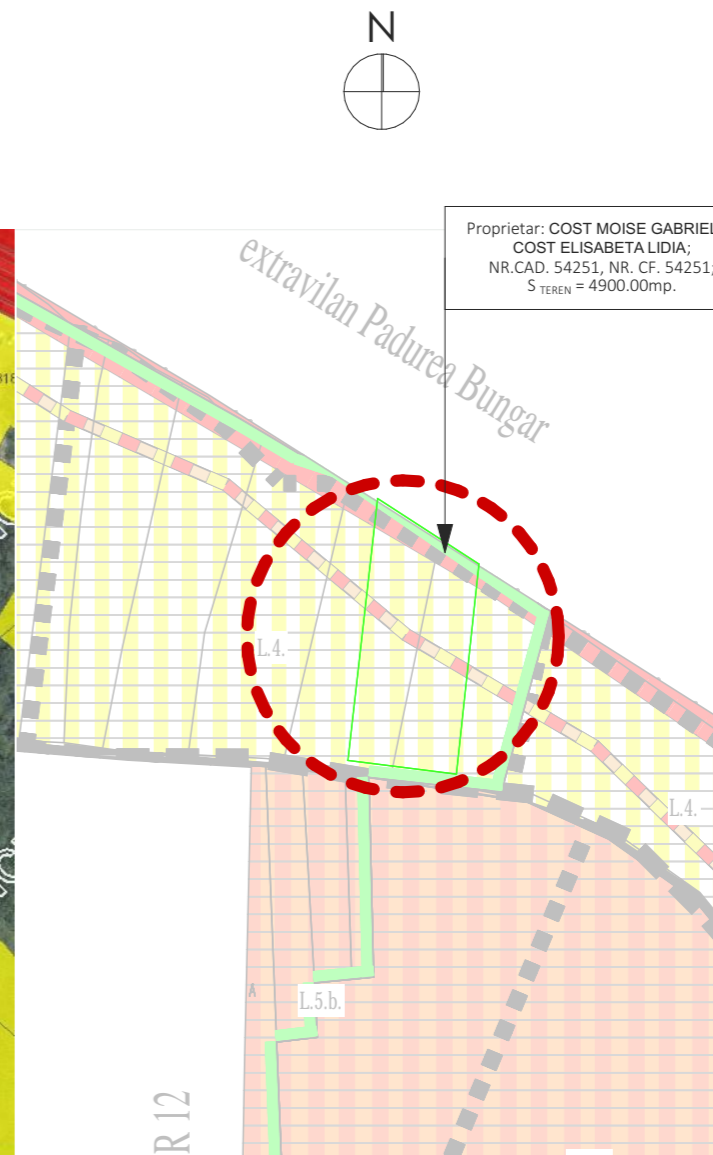 N
Proprietar: COST MOISE GABRIEL
COST ELISABETA LIDIA;
NR.CAD. 54251, NR. CF. 54251;
S TEREN = 4900.00mp.
extravilan Padurea Bungar
L.4.
L.4.
A
L.5.b.
R 12